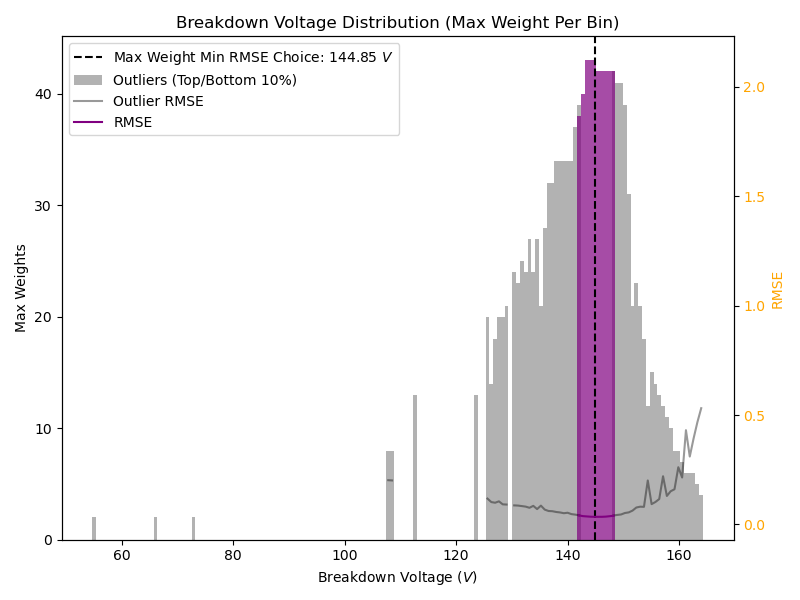 Breakdown Voltage Distribution (Max Weight Per Bin)
Max Weight Min RMSE Choice: 144.85 V
Outliers (Top/Bottom 10%)
Outlier RMSE
RMSE
40
30
20
10
0
Max Weights
2.0
1.5
1.0
0.5
0.0
RMSE
60 80 100 120 140 160
Breakdown Voltage (V)